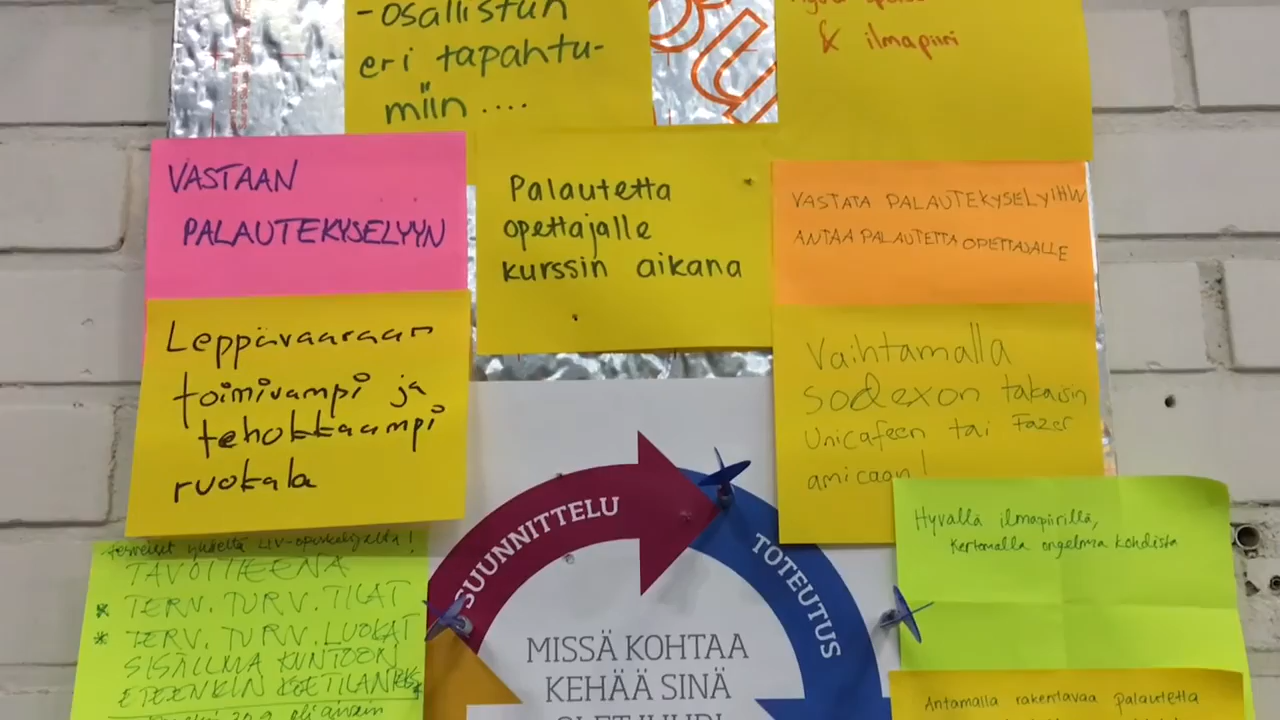 -osallistun
eri tapahtu-
miin ....
& ilmapiiri
VASTAAN
PALAUTEKYSELYYN
Palautetta
opettajalle
kurssin aikana
VASTATA PALAUTEKYSELYIHIN
ANTAA PALAUTETTA OPETTAJALLE
Leppävaaraan
toimivampi ja
tehokkaampi
ruokala
Vaihtamalla
sodexon takaisin
Unicafeen tai Fazer
amicaan!
Hyvällä ilmapiirillä,
kertomalla ongelmia kohdista
TAVOITTEENA
* TERV. TURV. TILAT
* TERV. TURV. LUOKAT
SISÄILMA KUNTOON
ETEENKIN
SUUNNITTELU
TOTEUTUS
MISSÄ KOHTAA
KEHÄÄ SINÄ
Antamalla rakentavaa palautetta